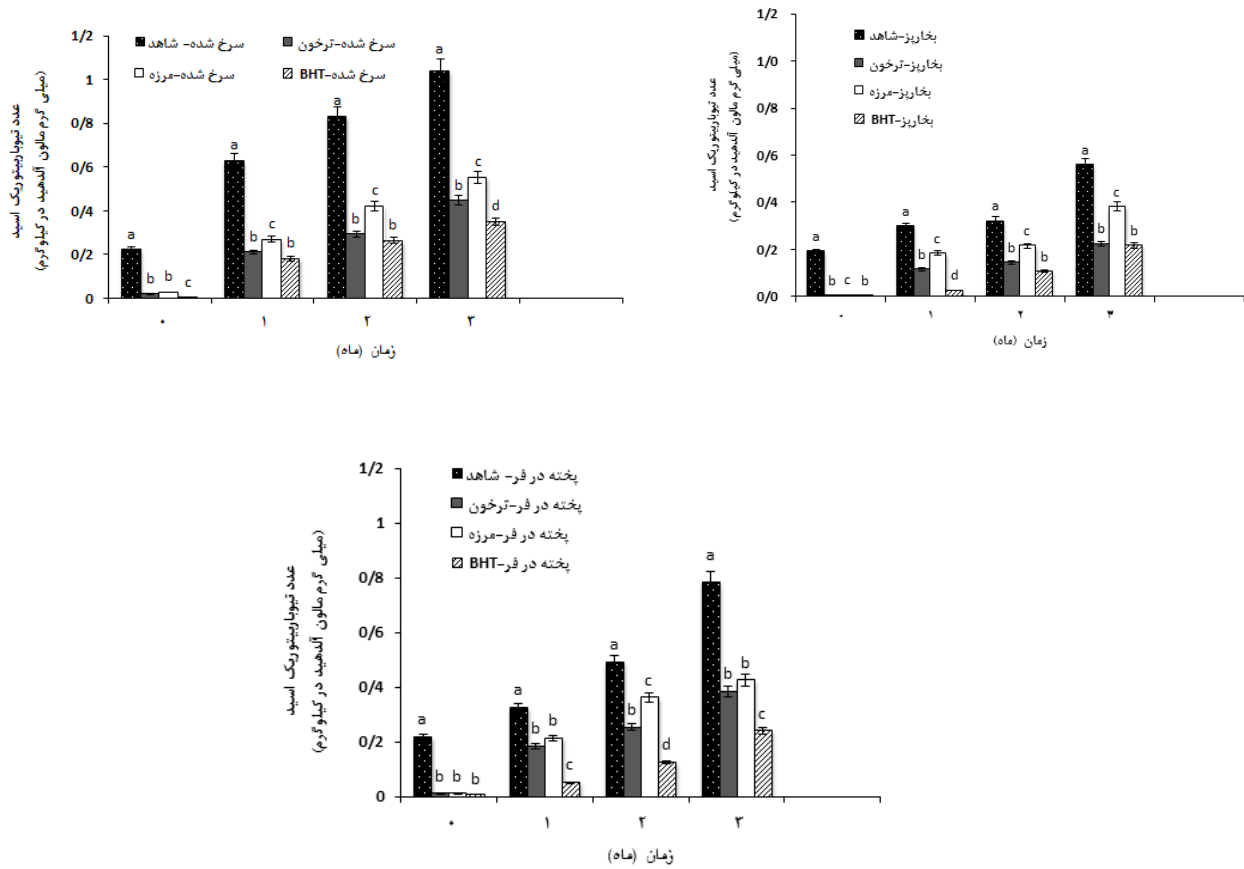 عدد تیوباربیتوریک اسید
(میلی گرم مالون آلدهید در کیلوگرم)
1/2
1
0/8
0/6
0/4
0/2
0
سرخ شده- شاهد
سرخ شده-ترخون
سرخ شده-مرزه
سرخ شده-BHT
a
b b c
a
b c b
a
b c b
a
b c d
۰ ۱ ۲ ۳
زمان (ماه)
عدد تیوباربیتوریک اسید
(میلی گرم مالون آلدهید در کیلوگرم)
1/2
1/0
0/8
0/6
0/4
0/2
0/0
بخارپز-شاهد
بخارپز-ترخون
بخارپز-مرزه
بخارپز-BHT
a
b c b
a
b c d
a
b c b
a
b c b
۰ ۱ ۲ ۳
زمان (ماه)
عدد تیوباربیتوریک اسید
(میلی گرم مالون آلدهید در کیلوگرم)
1/2
1
0/8
0/6
0/4
0/2
0
پخته در فر- شاهد
پخته در فر-ترخون
پخته در فر-مرزه
پخته در فر-BHT
a
b b b
a
b b c
a
b c d
a
b b c
۰ ۱ ۲ ۳
زمان (ماه)